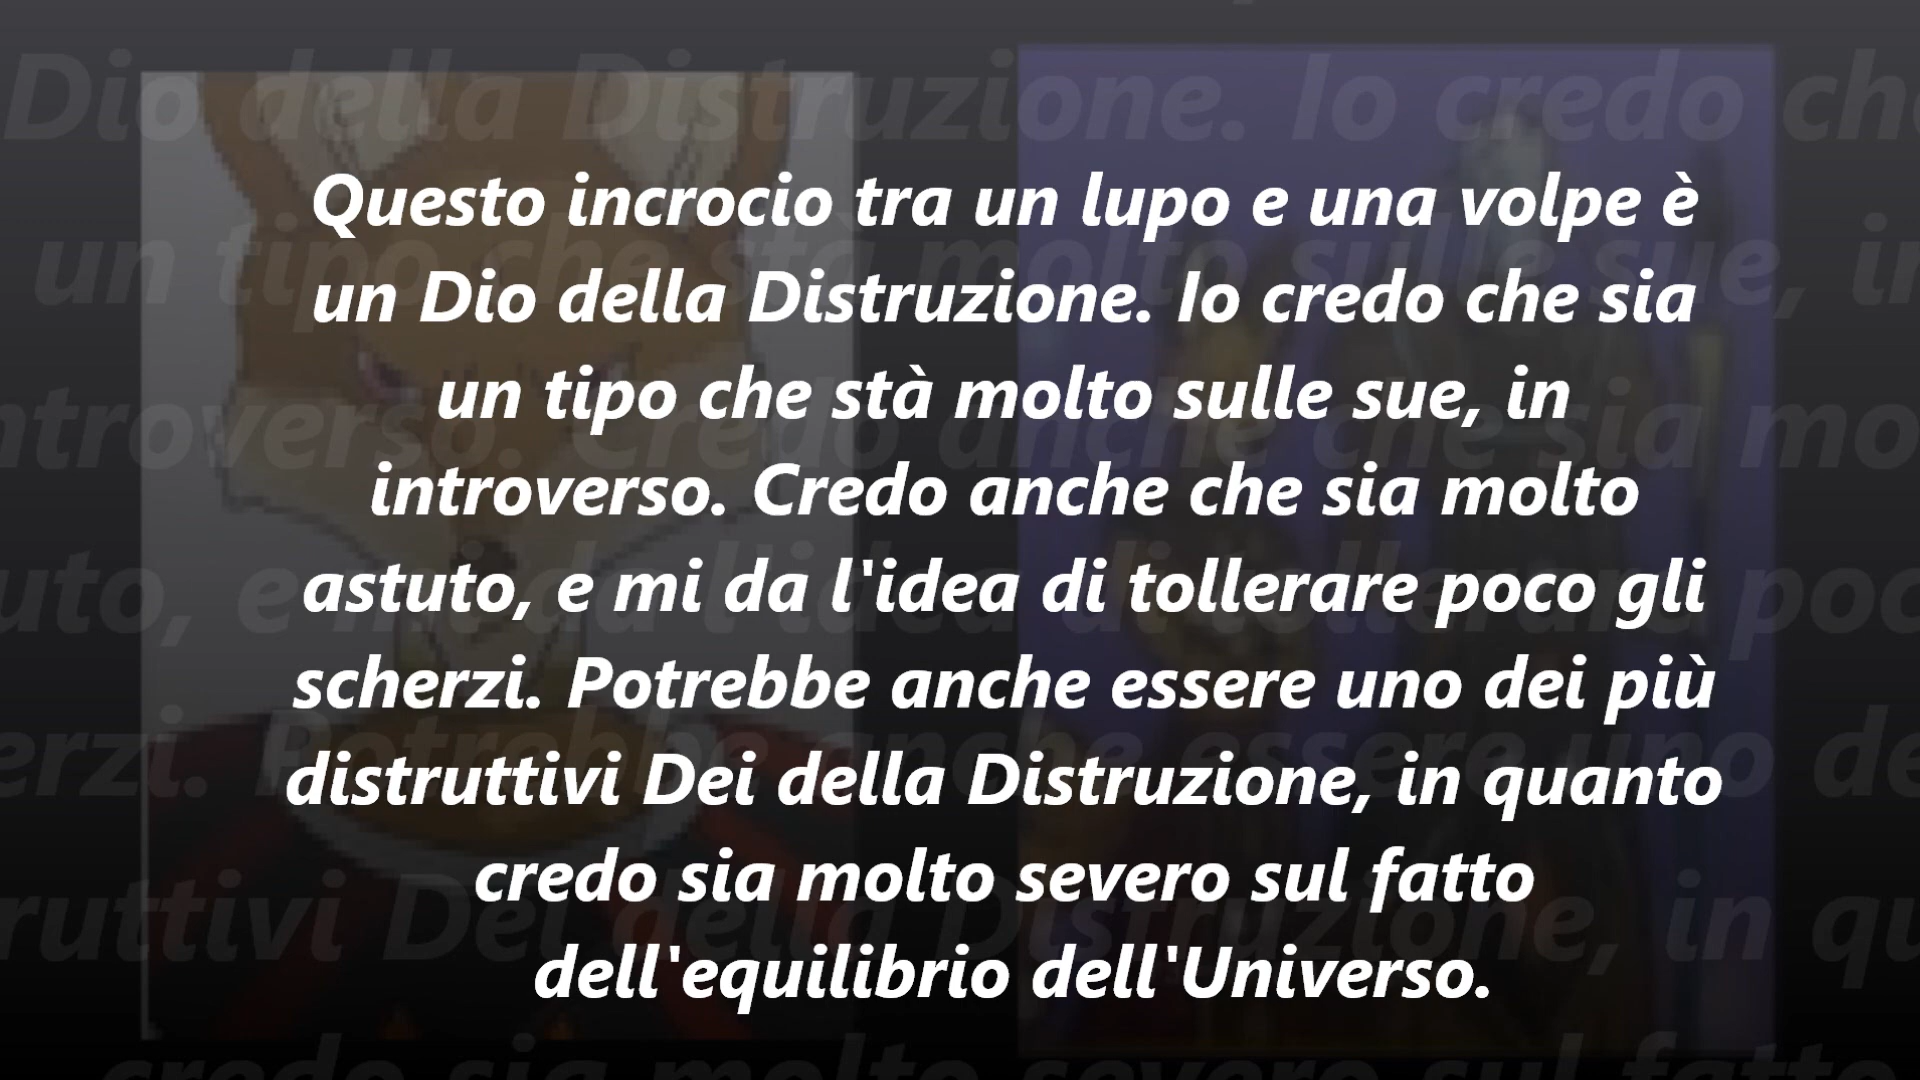 Questo incrocio tra un lupo e una volpe è
un Dio della Distruzione. Io credo che sia
un tipo che stà molto sulle sue, in
introverso. Credo anche che sia molto
astuto, e mi da l'idea di tollerare poco gli
scherzi. Potrebbe anche essere uno dei più
distruttivi Dei della Distruzione, in quanto
credo sia molto severo sul fatto
dell'equilibrio dell'Universo.